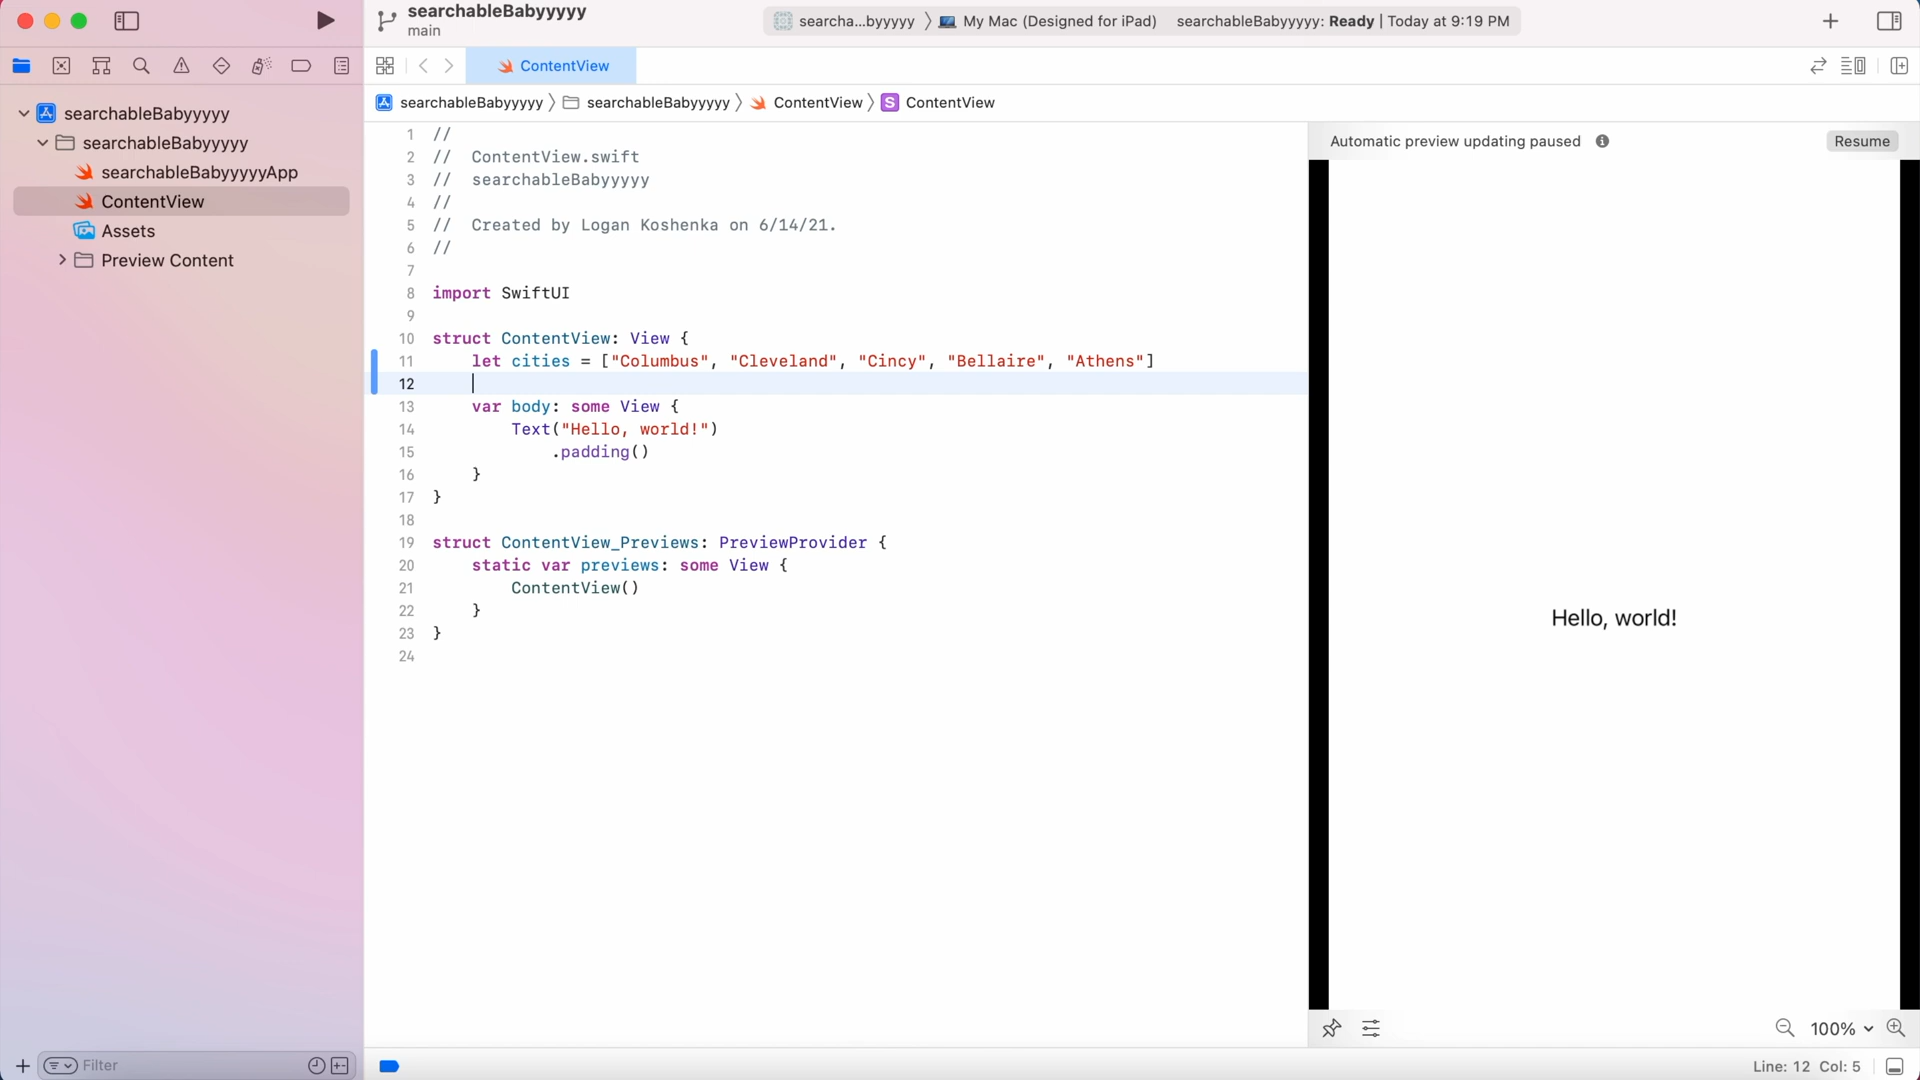 searchableBabyyyyy
main
searcha...byyyyy
My Mac (Designed for iPad)
searchableBabyyyyy: Ready | Today at 9:19 PM
ContentView
searchableBabyyyyy
searchableBabyyyyy
ContentView
S ContentView
searchableBabyyyyy
searchableBabyyyyy
searchableBabyyyyyApp
ContentView
Assets
Preview Content
1 //
2 //  ContentView.swift
3 //  searchableBabyyyyy
4 //
5 //  Created by Logan Koshenka on 6/14/21.
6 //
7
8 import SwiftUI
9
10 struct ContentView: View {
11     let cities = ["Columbus", "Cleveland", "Cincy", "Bellaire", "Athens"]
12
13     var body: some View {
14         Text("Hello, world!")
15             .padding()
16     }
17 }
18
19 struct ContentView_Previews: PreviewProvider {
20     static var previews: some View {
21         ContentView()
22     }
23 }
24
Automatic preview updating paused
Resume
Hello, world!
100%
Filter
Line: 12 Col: 5